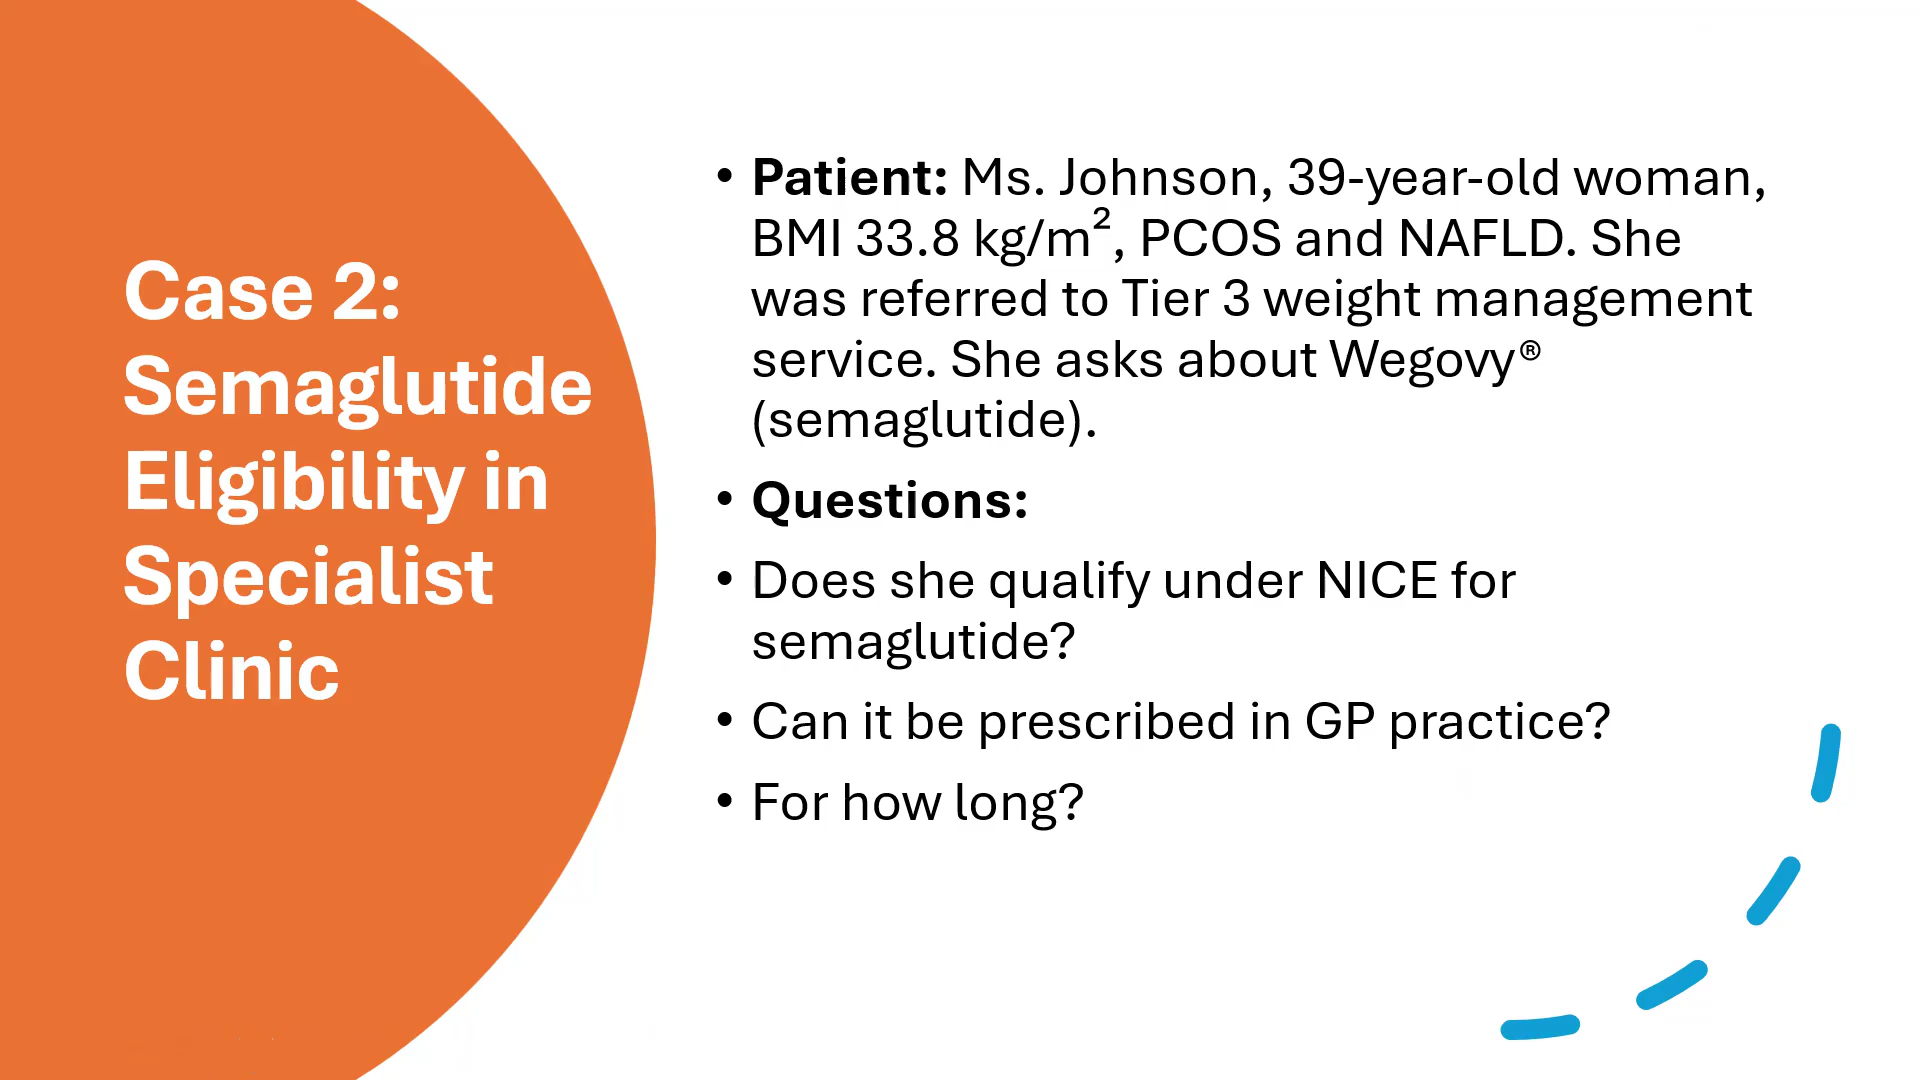 Case 2:
Semaglutide
Eligibility in
Specialist
Clinic
• Patient: Ms. Johnson, 39-year-old woman,
BMI 33.8 kg/m², PCOS and NAFLD. She
was referred to Tier 3 weight management
service. She asks about Wegovy®
(semaglutide).
• Questions:
• Does she qualify under NICE for
semaglutide?
• Can it be prescribed in GP practice?
• For how long?